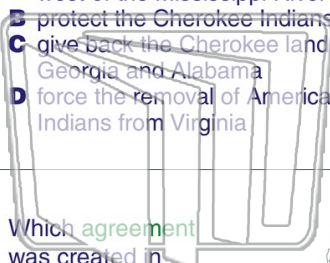 B protect the Cherokee Indians
C give back the Cherokee land
Georgia and Alabama
D force the removal of America
Indians from Virginia
Which agreement
was created in